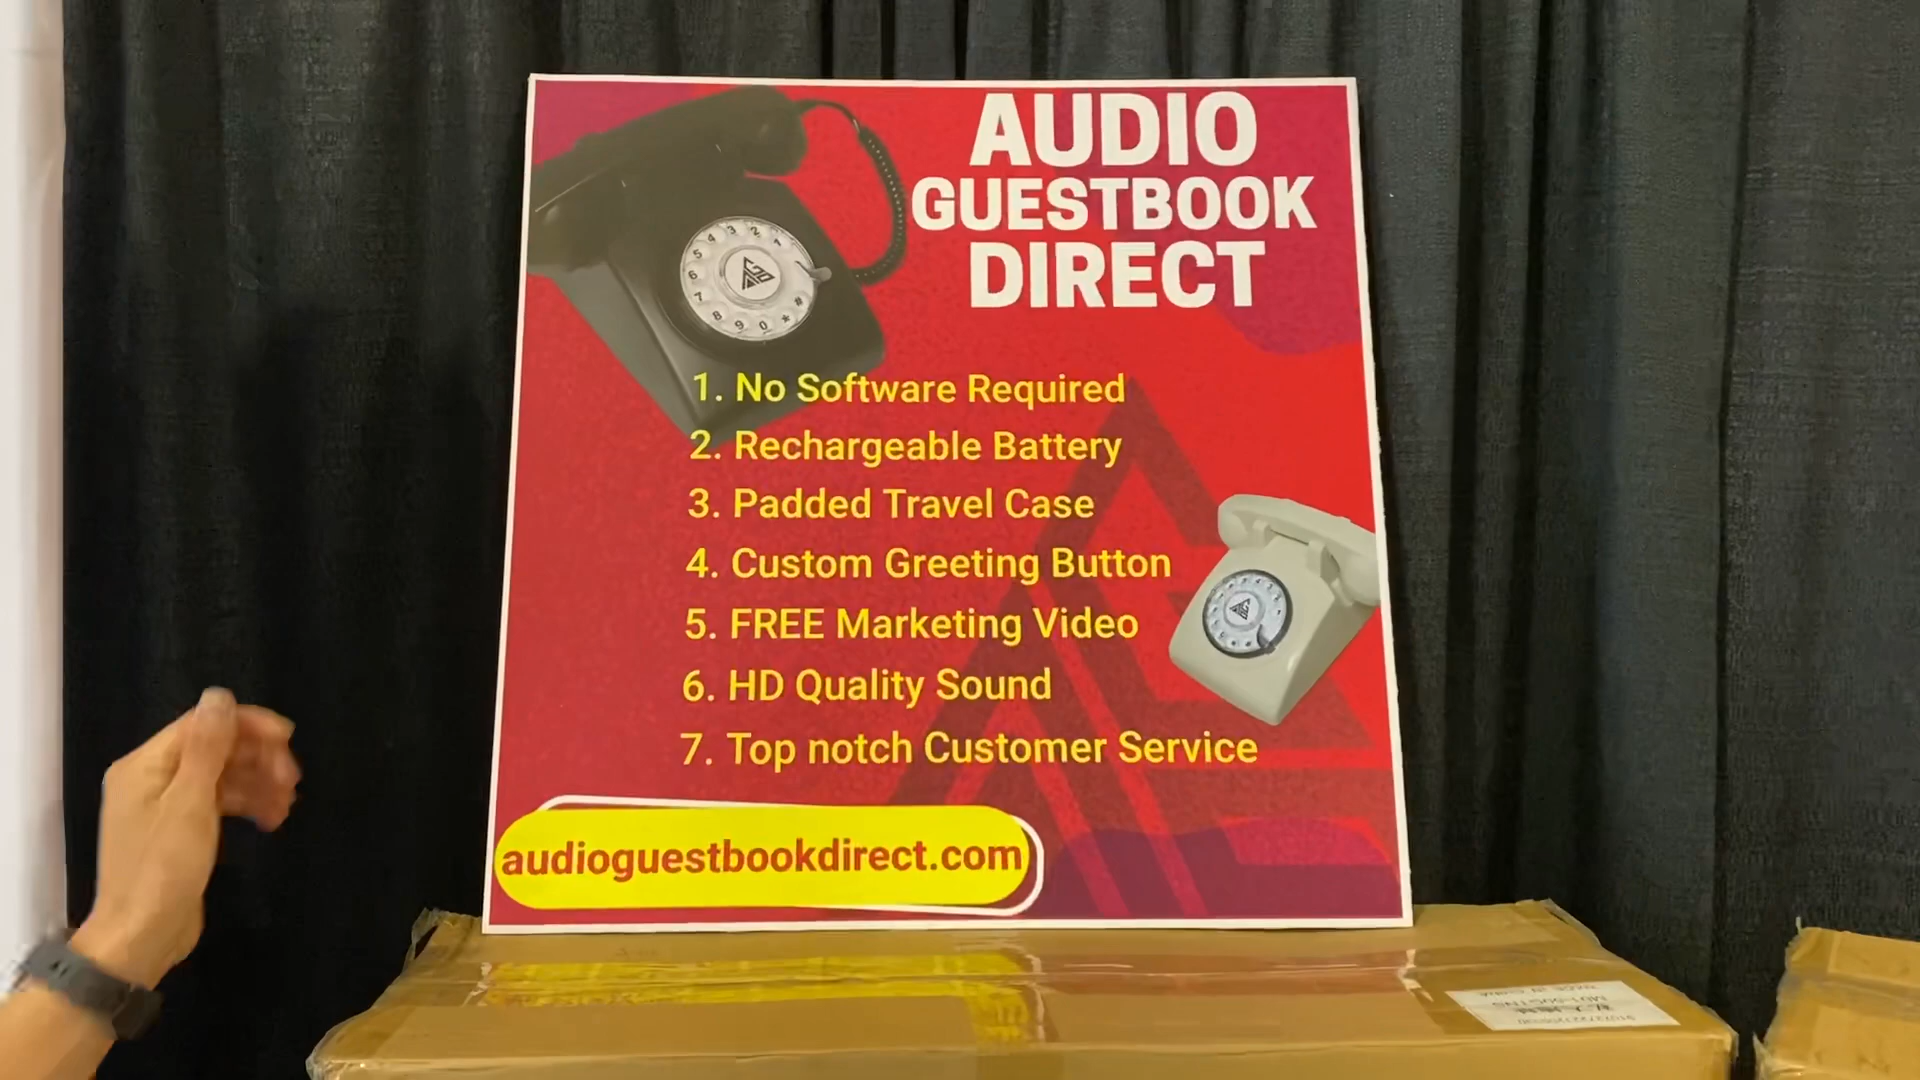 AUDIO
GUESTBOOK
DIRECT
1. No Software Required
2. Rechargeable Battery
3. Padded Travel Case
4. Custom Greeting Button
5. FREE Marketing Video
6. HD Quality Sound
7. Top notch Customer Service
audioguestbookdirect.com